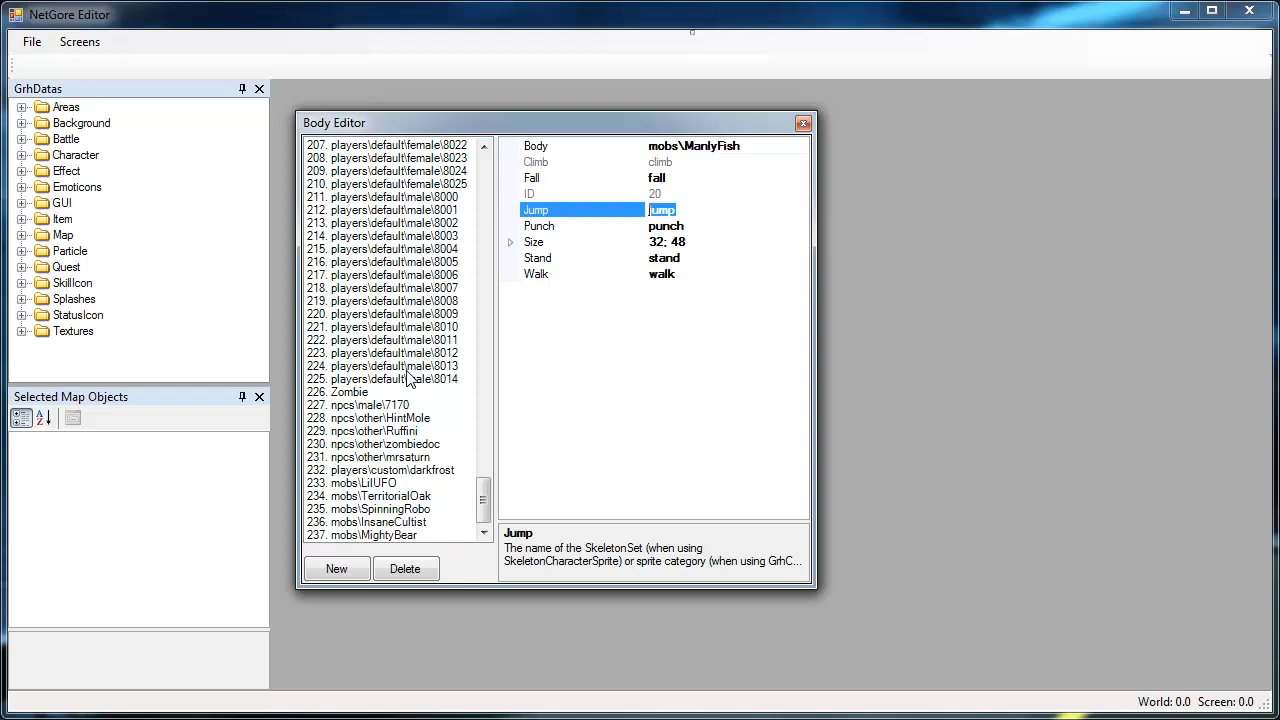 NetGore Editor
File Screens
GrhDatas
Areas
Background
Battle
Character
Effect
Emoticons
GUI
Item
Map
Particle
Quest
SkillIcon
Splashes
StatusIcon
Textures
Selected Map Objects
Body Editor
207. players\default\female\8022
208. players\default\female\8023
209. players\default\female\8024
210. players\default\female\8025
211. players\default\male\8000
212. players\default\male\8001
213. players\default\male\8002
214. players\default\male\8003
215. players\default\male\8004
216. players\default\male\8005
217. players\default\male\8006
218. players\default\male\8007
219. players\default\male\8008
220. players\default\male\8009
221. players\default\male\8010
222. players\default\male\8011
223. players\default\male\8012
224. players\default\male\8013
225. players\default\male\8014
226. Zombie
227. npcs\male\7170
228. npcs\other\HintMole
229. npcs\other\Ruffini
230. npcs\other\zombiedoc
231. npcs\other\mrsaturn
232. players\custom\darkfrost
233. mobs\LilUFO
234. mobs\TerritorialOak
235. mobs\SpinningRobo
236. mobs\InsaneCultist
237. mobs\MightyBear
New Delete
Body mobs\ManlyFish
Climb climb
Fall fall
ID 20
Jump jump
Punch punch
Size 32; 48
Stand stand
Walk walk
Jump
The name of the SkeletonSet (when using
SkeletonCharacterSprite) or sprite category (when using GrhC...
World: 0.0 Screen: 0.0